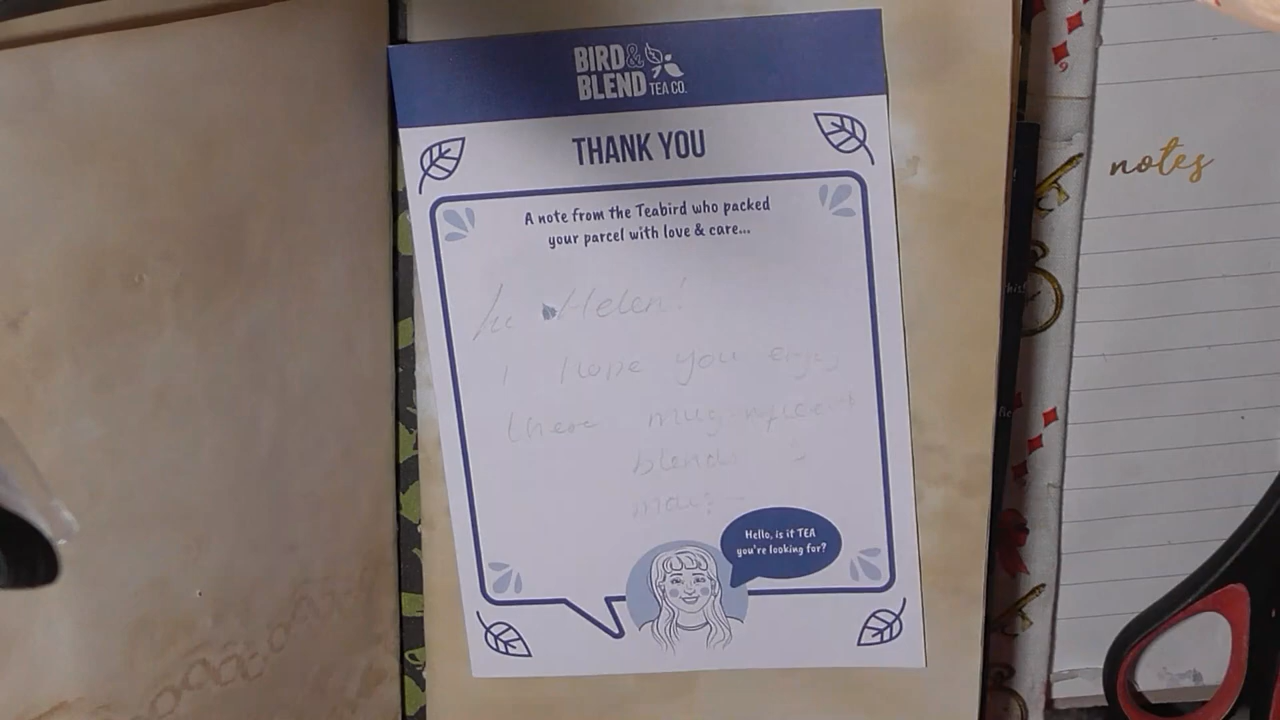 BIRD&
BLEND TEA CO.
THANK YOU
A note from the Teabird who packed
your parcel with love & care...
Helen!
I hope you enjoy
these
blends
Hello, is it TEA
you're looking for?
notes